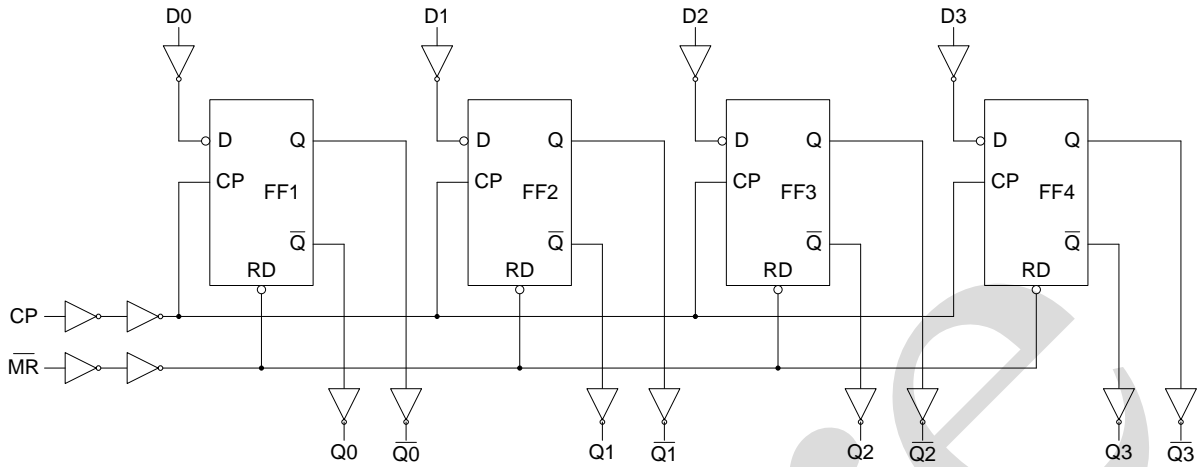 D0 D1 D2 D3
D Q D Q D Q D Q
CP FF1 CP FF2 CP FF3 CP FF4
Q̅ Q̅ Q̅ Q̅
RD RD RD RD
CP
M̅R̅
Q0 Q̅0̅ Q1 Q̅1̅ Q2 Q̅2̅ Q3 Q̅3̅